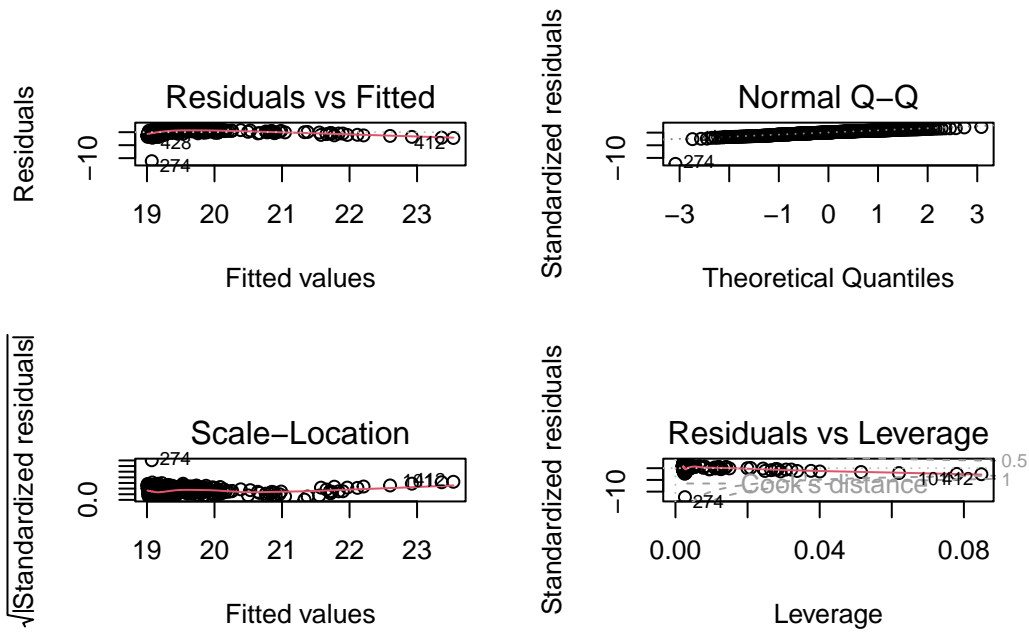 Residuals vs Fitted
Residuals
−10
428
412
274
19 20 21 22 23
Fitted values
Normal Q−Q
Standardized residuals
−10
274
−3 −1 0 1 2 3
Theoretical Quantiles
Scale−Location
√|Standardized residuals|
0.0
274
412
19 20 21 22 23
Fitted values
Residuals vs Leverage
Standardized residuals
−10
0.5
1
412
Cook's distance
274
0.00 0.04 0.08
Leverage